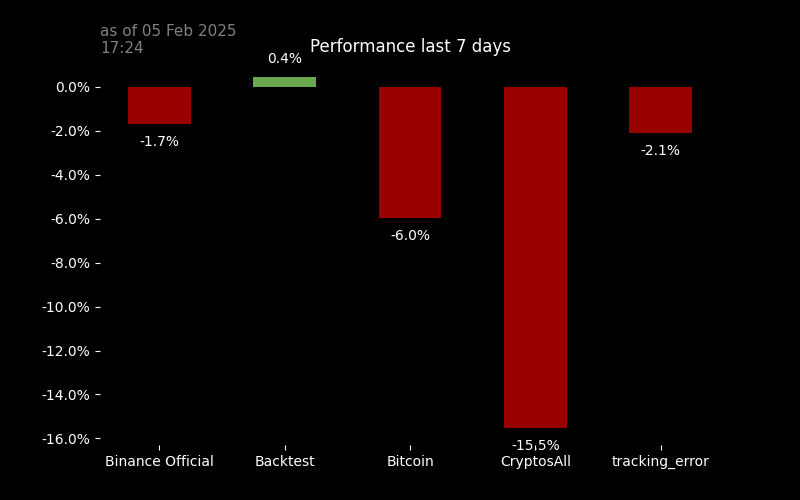 as of 05 Feb 2025
17:24
Performance last 7 days
0.4%
0.0%
-2.0%
-1.7%
-2.1%
-4.0%
-6.0%
-6.0%
-8.0%
-10.0%
-12.0%
-14.0%
-16.0%
-15.5%
Binance Official
Backtest
Bitcoin
CryptosAll
tracking_error